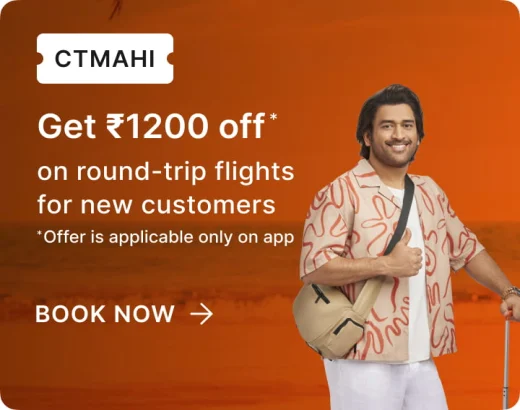 CTMAHI
Get ₹1200 off*
on round-trip flights
for new customers
*Offer is applicable only on app
BOOK NOW →